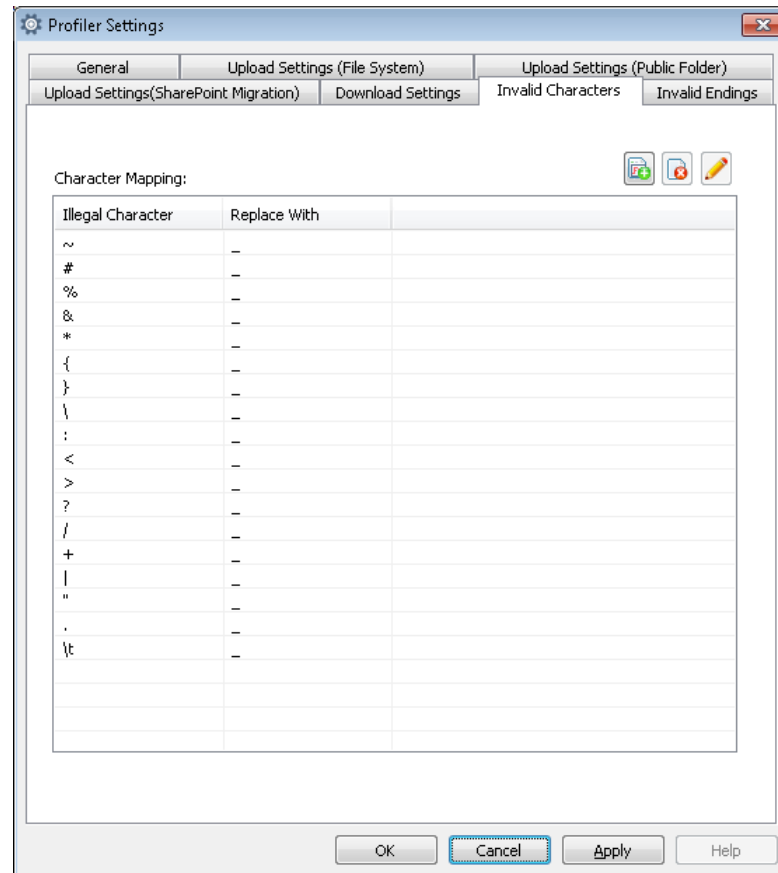 Profiler Settings
General Upload Settings (File System) Upload Settings (Public Folder)
Upload Settings(SharePoint Migration) Download Settings Invalid Characters Invalid Endings
Character Mapping:
Illegal Character Replace With
~ _
# _
% _
& _
* _
{ _
} _
\ _
: _
< _
> _
? _
/ _
+ _
| _
" _
. _
\t _
OK Cancel Apply Help